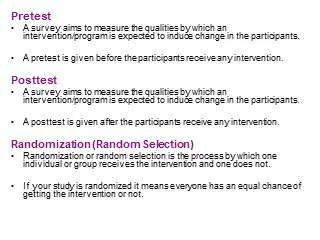 Pretest
• A survey aims to measure the qualities by which an
intervention/program is expected to induce change in the participants.
• A pretest is given before the participants receive any intervention.
Posttest
• A survey aims to measure the qualities by which an
intervention/program is expected to induce change in the participants.
• A posttest is given after the participants receive any intervention.
Randomization (Random Selection)
• Randomization or random selection is the process by which one
individual or group receives the intervention and one does not.
• If your study is randomized it means everyone has an equal chance of
getting the intervention or not.